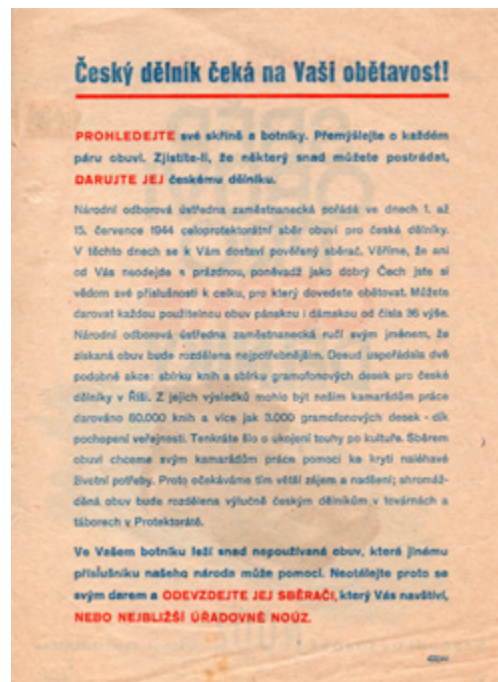 Český dělník čeká na Vaši obětavost!
PROHLEDEJTE své skříně a botníky. Přemýšlejte o každém
páru obuvi. Zjistíte-li, že některý snad můžete postrádat,
DARUJTE JEJ českému dělníku.
Národní odborová ústředna zaměstnanecká pořádá ve dnech 1. až
15. července 1944 celoprotektorátní sběr obuvi pro české dělníky.
V těchto dnech se k Vám dostaví pověřený sběrač. Věříme, že ani
od Vás neodejde s prázdnou, poněvadž jako dobrý Čech jste si
vědom své příslušnosti k celku, pro který dovedete obětovat. Můžete
darovat každou použitelnou obuv pánskou i dámskou od čísla 36 výše.
Národní odborová ústředna zaměstnanecká ručí svým jménem, že
získaná obuv bude rozdělena nejpotřebnějším. Dosud uspořádala dvě
podobné akce: sbírku knih a sbírku gramofonových desek pro české
dělníky v Říši. Z jejich výsledků mohlo být našim kamarádům práce
darováno 60.000 knih a více jak 3.000 gramofonových desek - dík
pochopení veřejnosti. Tenkráte šlo o ukojení touhy po kultuře. Sběrem
obuvi chceme svým kamarádům práce pomoci ke krytí naléhavé
životní potřeby. Proto očekáváme tím větší zájem a nadšení; shromáž-
děná obuv bude rozdělena výlučně českým dělníkům v továrnách a
táborech v Protektorátě.
Ve Vašem botníku leží snad nepoužívaná obuv, která jinému
příslušníku našeho národa může pomoci. Neotálejte proto se
svým darem a ODEVZDEJTE JEJ SBĚRAČI, který Vás navštíví,
NEBO NEJBLIŽŠÍ ÚŘADOVNĚ NOÚZ.